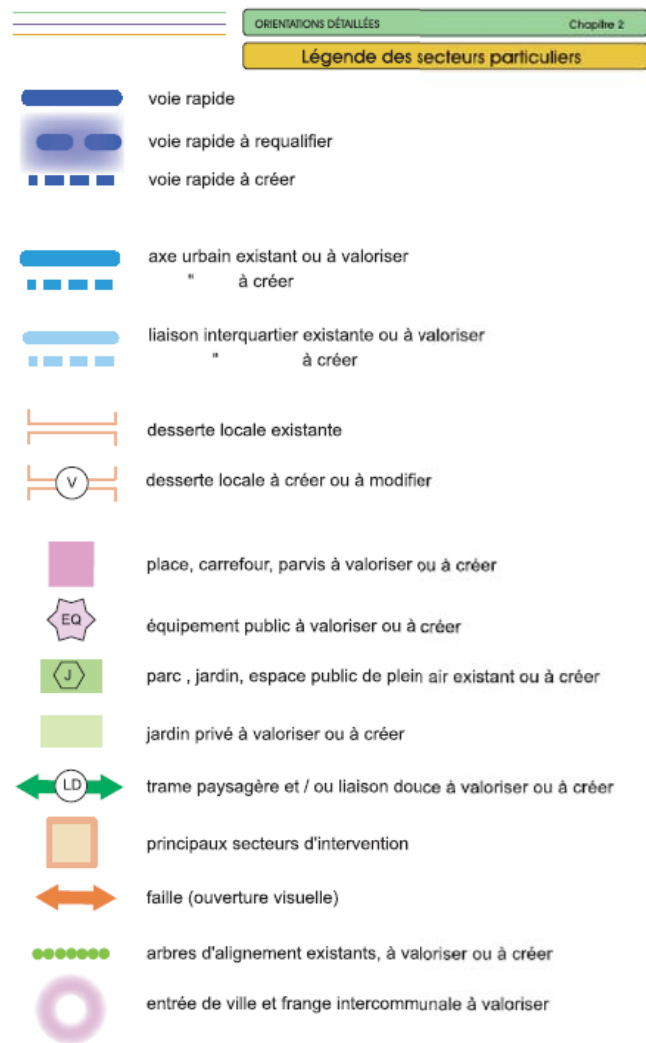 ORIENTATIONS DÉTAILLÉES Chapitre 2
Légende des secteurs particuliers
voie rapide
voie rapide à requalifier
voie rapide à créer
axe urbain existant ou à valoriser
" à créer
liaison interquartier existante ou à valoriser
" à créer
desserte locale existante
V desserte locale à créer ou à modifier
place, carrefour, parvis à valoriser ou à créer
EQ équipement public à valoriser ou à créer
J parc , jardin, espace public de plein air existant ou à créer
jardin privé à valoriser ou à créer
LD trame paysagère et / ou liaison douce à valoriser ou à créer
principaux secteurs d'intervention
faille (ouverture visuelle)
arbres d'alignement existants, à valoriser ou à créer
entrée de ville et frange intercommunale à valoriser